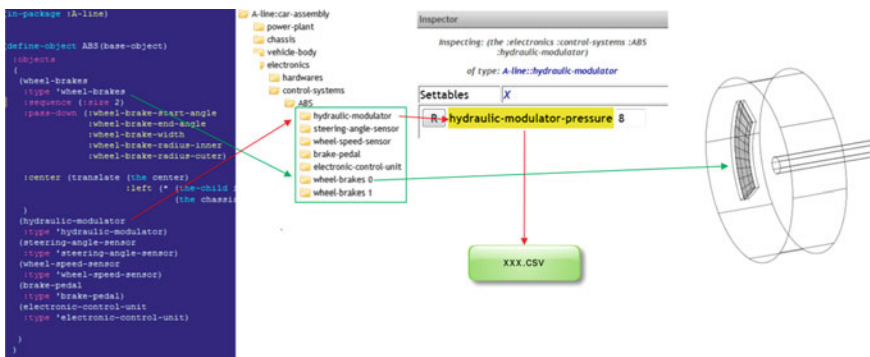 (in-package :A-line)
(define-object ABS(base-object)
:objects
(
(wheel-brakes
:type 'wheel-brakes
:sequence (:size 2)
:pass-down (:wheel-brake-start-angle
:wheel-brake-end-angle
:wheel-brake-width
:wheel-brake-radius-inner
:wheel-brake-radius-outer)
:center (translate (the center)
:left (* (the-child
(the chassis
)
(hydraulic-modulator
:type 'hydraulic-modulator)
(steering-angle-sensor
:type 'steering-angle-sensor)
(wheel-speed-sensor
:type 'wheel-speed-sensor)
(brake-pedal
:type 'brake-pedal)
(electronic-control-unit
:type 'electronic-control-unit)
)
)
A-line:car-assembly
power-plant
chassis
vehicle-body
electronics
hardwares
control-systems
ABS
hydraulic-modulator
steering-angle-sensor
wheel-speed-sensor
brake-pedal
electronic-control-unit
wheel-brakes 0
wheel-brakes 1
Inspector
Inspecting: (the :electronics :control-systems :ABS
:hydraulic-modulator)
of type: A-line::hydraulic-modulator
Settables X
R hydraulic-modulator-pressure 8
XXX.CSV